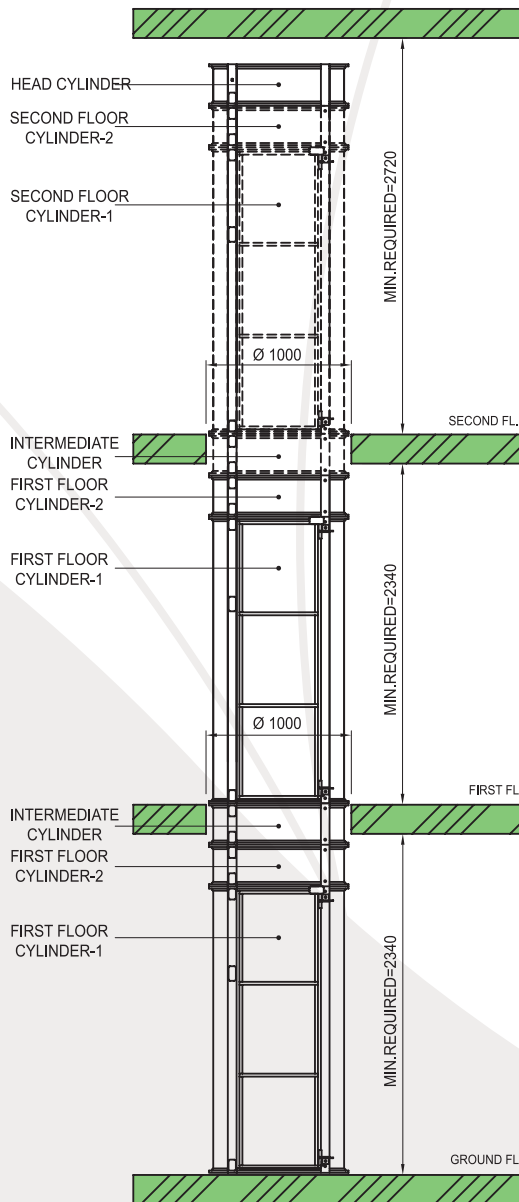 HEAD CYLINDER
SECOND FLOOR
CYLINDER-2
SECOND FLOOR
CYLINDER-1
MIN.REQUIRED=2720
Ø 1000
SECOND FL.
INTERMEDIATE
CYLINDER
FIRST FLOOR
CYLINDER-2
FIRST FLOOR
CYLINDER-1
MIN.REQUIRED=2340
Ø 1000
FIRST FL
INTERMEDIATE
CYLINDER
FIRST FLOOR
CYLINDER-2
FIRST FLOOR
CYLINDER-1
MIN.REQUIRED=2340
GROUND FL